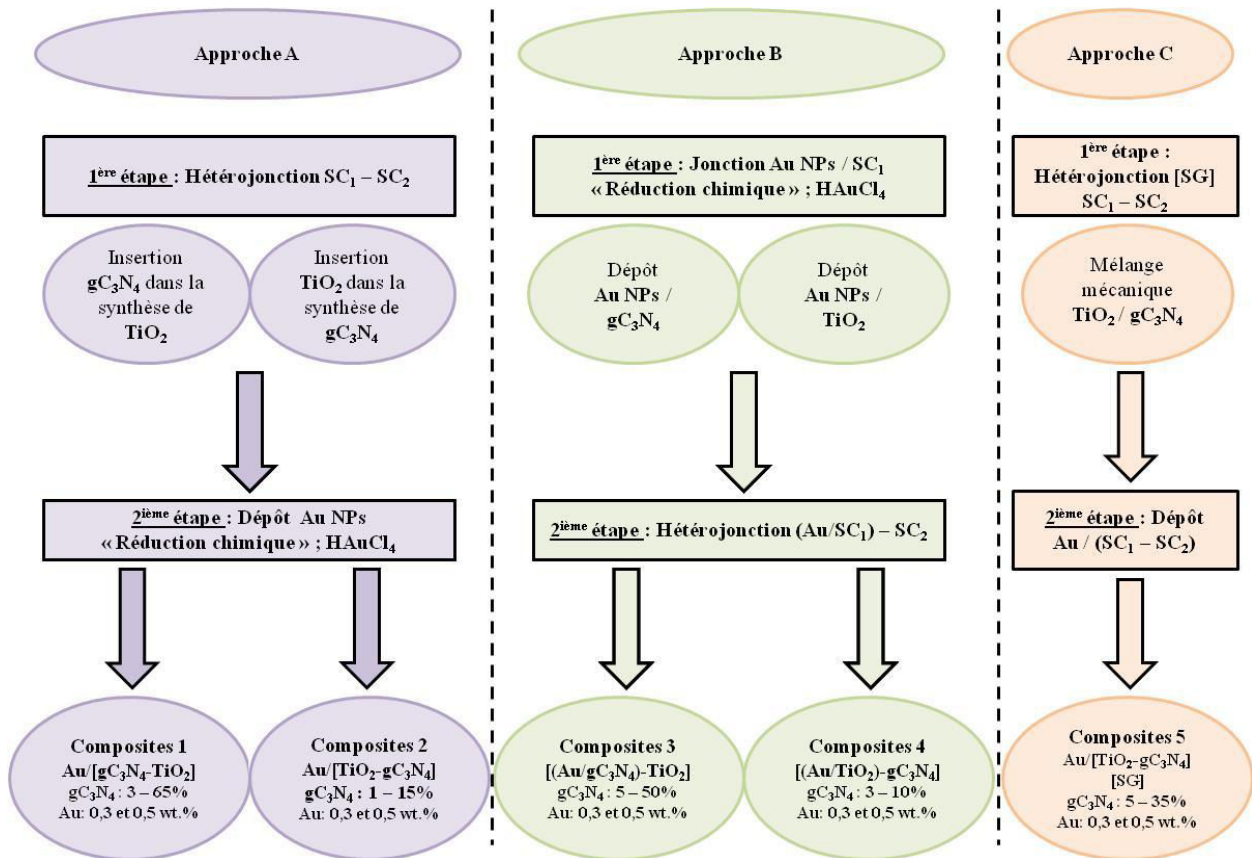 Approche A
1ère étape : Hétérojonction SC1 – SC2
Insertion
gC3N4 dans la
synthèse de
TiO2
Insertion
TiO2 dans la
synthèse de
gC3N4
2ième étape : Dépôt Au NPs
« Réduction chimique » ; HAuCl4
Composites 1
Au/[gC3N4-TiO2]
gC3N4 : 3 – 65%
Au: 0,3 et 0,5 wt.%
Composites 2
Au/[TiO2-gC3N4]
gC3N4 : 1 – 15%
Au: 0,3 et 0,5 wt.%
Approche B
1ère étape : Jonction Au NPs / SC1
« Réduction chimique » ; HAuCl4
Dépôt
Au NPs /
gC3N4
Dépôt
Au NPs /
TiO2
2ième étape : Hétérojonction (Au/SC1) – SC2
Composites 3
[(Au/gC3N4)-TiO2]
gC3N4 : 5 – 50%
Au: 0,3 et 0,5 wt.%
Composites 4
[(Au/TiO2)-gC3N4]
gC3N4 : 3 – 10%
Au: 0,3 et 0,5 wt.%
Approche C
1ère étape :
Hétérojonction [SG]
SC1 – SC2
Mélange
mécanique
TiO2 / gC3N4
2ième étape : Dépôt
Au / (SC1 – SC2)
Composites 5
Au/[TiO2-gC3N4]
[SG]
gC3N4 : 5 – 35%
Au: 0,3 et 0,5 wt.%